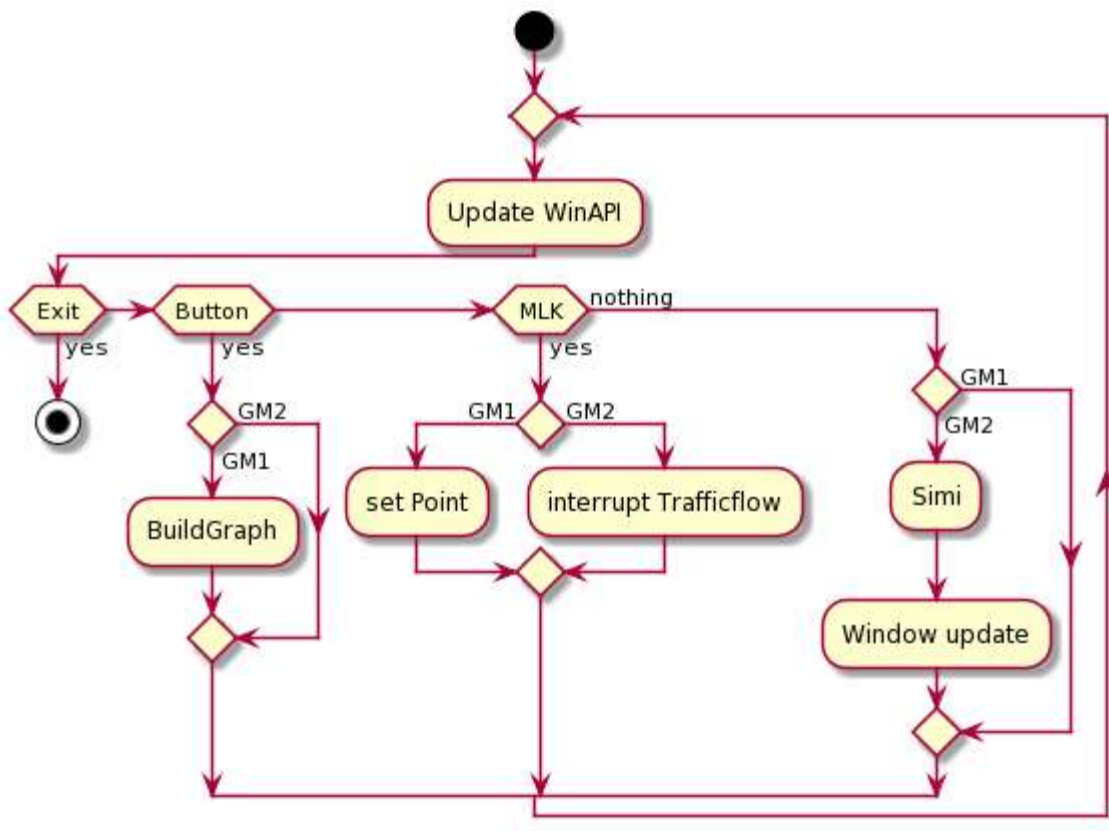 Update WinAPI
Exit
Button
MLK
nothing
yes
yes
yes
GM1
GM2
GM1
GM2
GM2
GM1
set Point
interrupt Trafficflow
Simi
BuildGraph
Window update